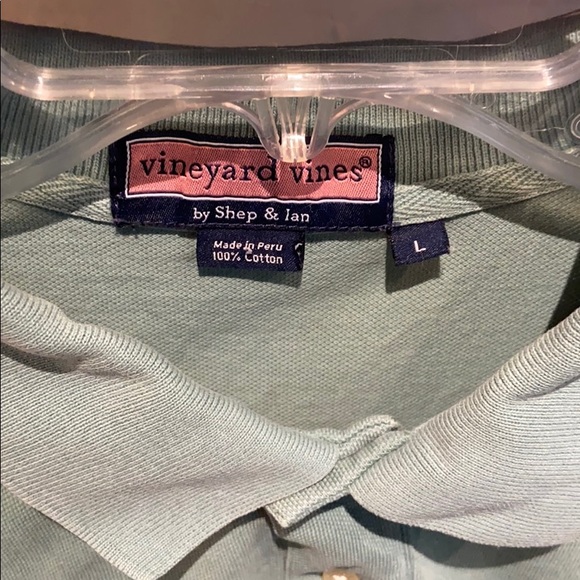 vineyard vines®
by Shep & Ian
Made in Peru
100% Cotton
L